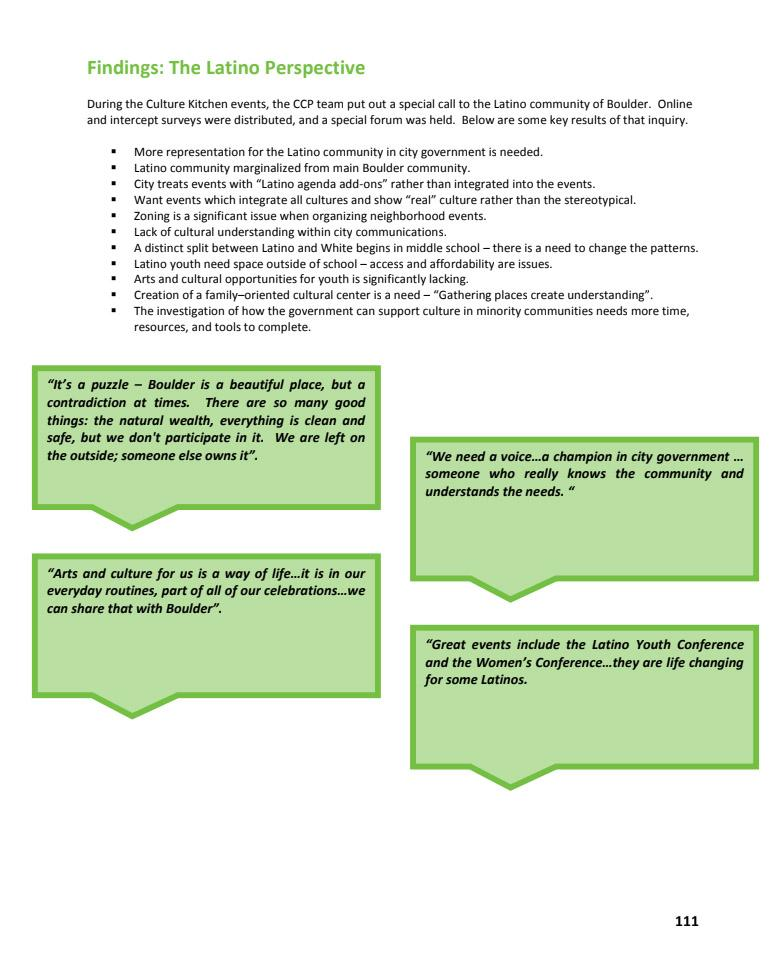 Findings: The Latino Perspective
During the Culture Kitchen events, the CCP team put out a special call to the Latino community of Boulder.  Online
and intercept surveys were distributed, and a special forum was held.  Below are some key results of that inquiry.
▪ More representation for the Latino community in city government is needed.
▪ Latino community marginalized from main Boulder community.
▪ City treats events with “Latino agenda add-ons” rather than integrated into the events.
▪ Want events which integrate all cultures and show “real” culture rather than the stereotypical.
▪ Zoning is a significant issue when organizing neighborhood events.
▪ Lack of cultural understanding within city communications.
▪ A distinct split between Latino and White begins in middle school – there is a need to change the patterns.
▪ Latino youth need space outside of school – access and affordability are issues.
▪ Arts and cultural opportunities for youth is significantly lacking.
▪ Creation of a family–oriented cultural center is a need – “Gathering places create understanding”.
▪ The investigation of how the government can support culture in minority communities needs more time,
resources, and tools to complete.
“It’s a puzzle – Boulder is a beautiful place, but a
contradiction at times.  There are so many good
things: the natural wealth, everything is clean and
safe, but we don't participate in it.  We are left on
the outside; someone else owns it”.
“We need a voice…a champion in city government …
someone who really knows the community and
understands the needs. “
“Arts and culture for us is a way of life…it is in our
everyday routines, part of all of our celebrations…we
can share that with Boulder”.
“Great events include the Latino Youth Conference
and the Women’s Conference…they are life changing
for some Latinos.
111